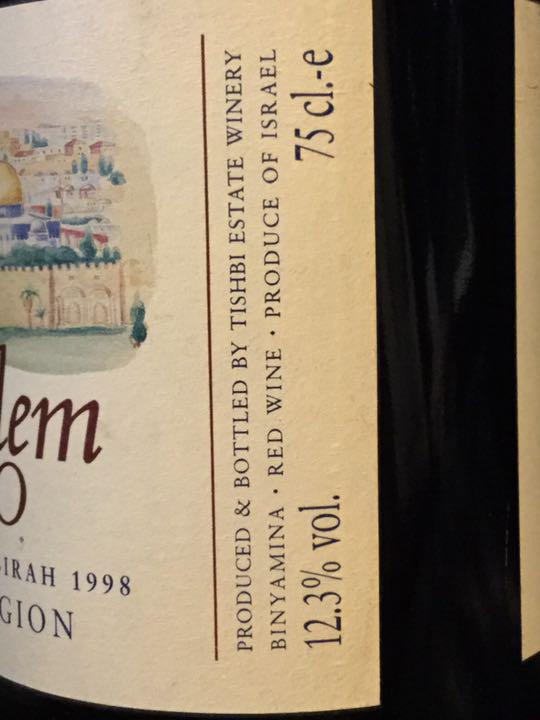 lem
IRAH 1998
GION
PRODUCED & BOTTLED BY TISHBI ESTATE WINERY
BINYAMINA · RED WINE · PRODUCE OF ISRAEL
12.3% vol. 75 cl.-e